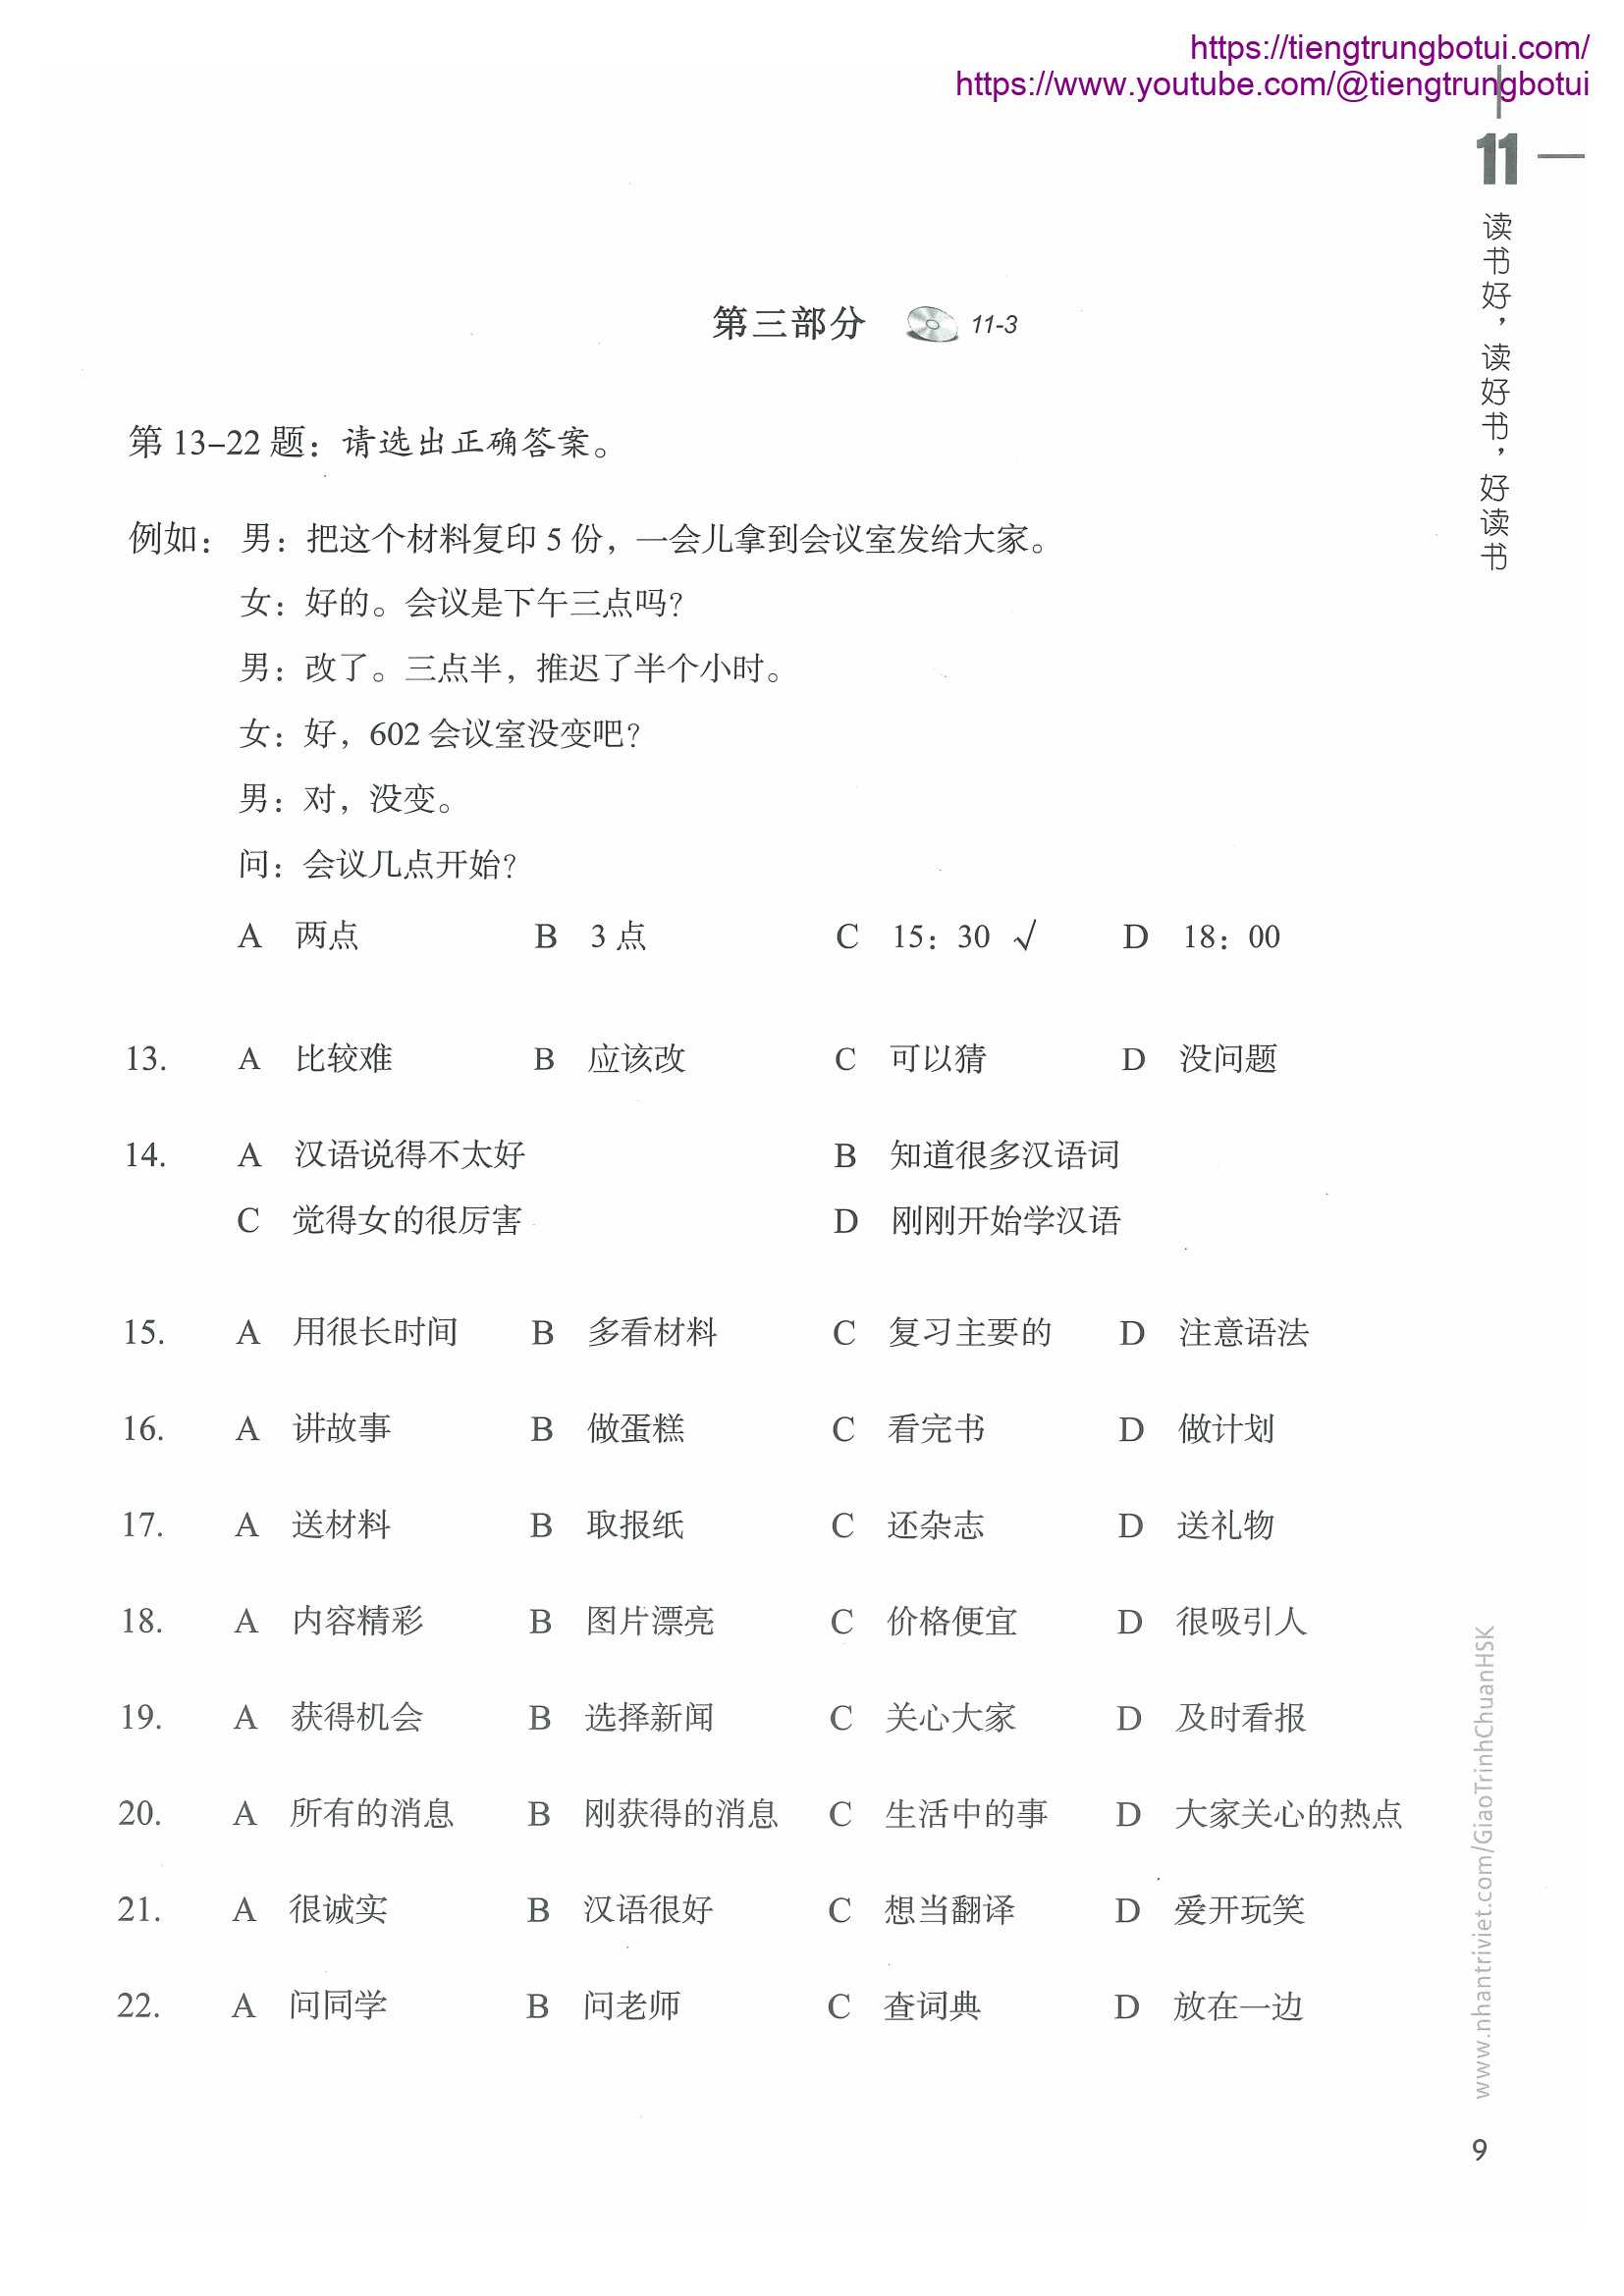 https://tiengtrungbotui.com/
https://www.youtube.com/@tiengtrungbotui
11
读书好，读好书，好读书
第三部分 11-3
第 13–22 题：请选出正确答案。
例如：男：把这个材料复印 5 份，一会儿拿到会议室发给大家。
女：好的。会议是下午三点吗？
男：改了。三点半，推迟了半个小时。
女：好，602 会议室没变吧？
男：对，没变。
问：会议几点开始？
A 两点 B 3 点 C 15：30 √ D 18：00
13. A 比较难 B 应该改 C 可以猜 D 没问题
14. A 汉语说得不太好 B 知道很多汉语词
C 觉得女的很厉害 D 刚刚开始学汉语
15. A 用很长时间 B 多看材料 C 复习主要的 D 注意语法
16. A 讲故事 B 做蛋糕 C 看完书 D 做计划
17. A 送材料 B 取报纸 C 还杂志 D 送礼物
18. A 内容精彩 B 图片漂亮 C 价格便宜 D 很吸引人
19. A 获得机会 B 选择新闻 C 关心大家 D 及时看报
20. A 所有的消息 B 刚获得的消息 C 生活中的事 D 大家关心的热点
21. A 很诚实 B 汉语很好 C 想当翻译 D 爱开玩笑
22. A 问同学 B 问老师 C 查词典 D 放在一边
www.nhantriviet.com/GiaoTrinhChuanHSK
9